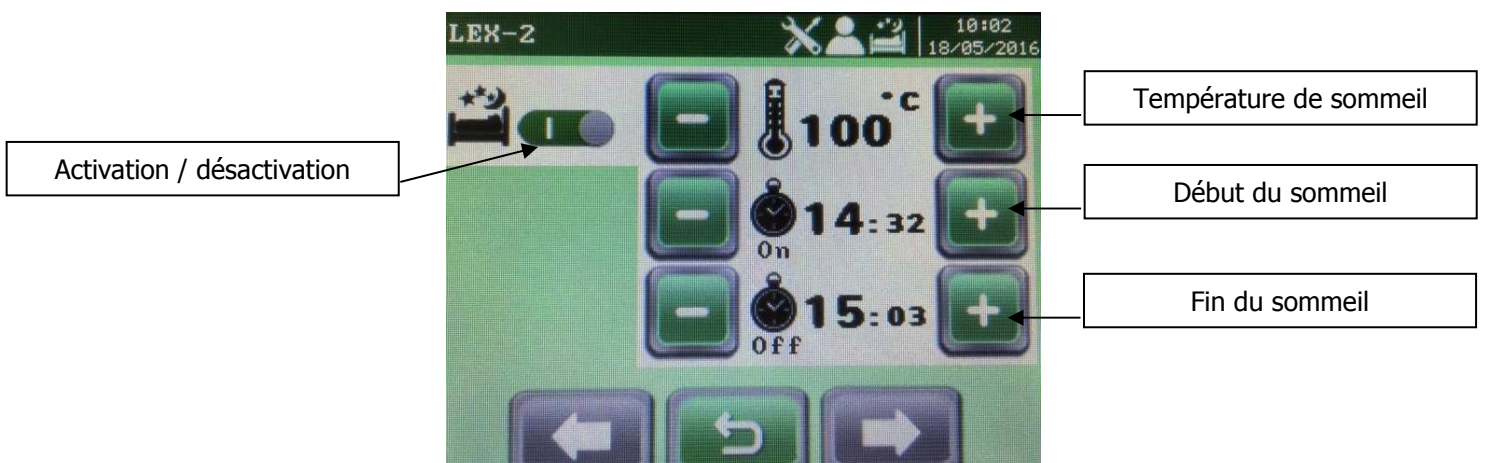 LEX-2
10:02
18/05/2016
Température de sommeil
°C
100
Activation / désactivation
Début du sommeil
14:32
On
Fin du sommeil
15:03
Off